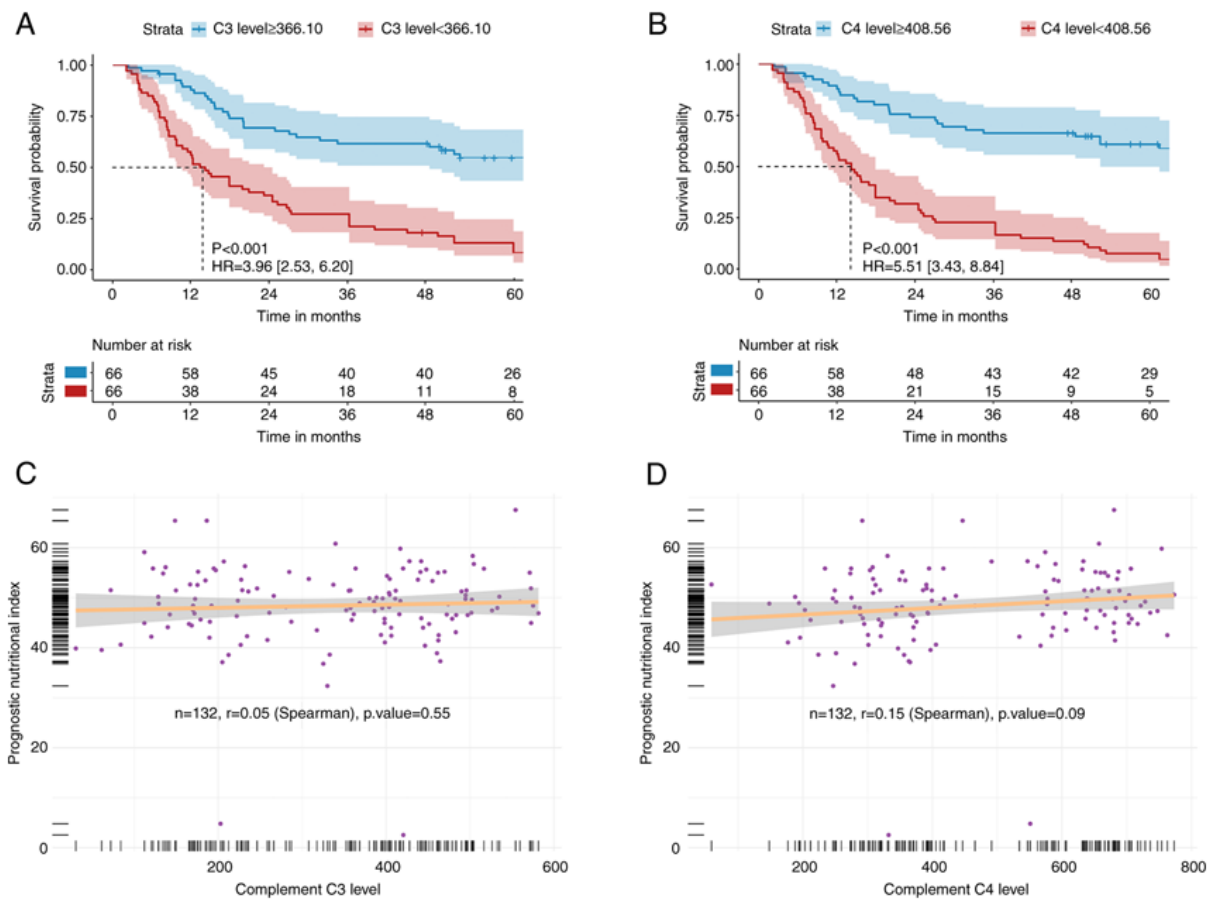 A
Strata C3 level≥366.10 C3 level<366.10
Survival probability
1.00
0.75
0.50
0.25
0.00
P<0.001
HR=3.96 [2.53, 6.20]
0 12 24 36 48 60
Time in months
Number at risk
Strata
66 58 45 40 40 26
66 38 24 18 11 8
0 12 24 36 48 60
Time in months
B
Strata C4 level≥408.56 C4 level<408.56
Survival probability
1.00
0.75
0.50
0.25
0.00
P<0.001
HR=5.51 [3.43, 8.84]
0 12 24 36 48 60
Time in months
Number at risk
Strata
66 58 48 43 42 29
66 38 21 15 9 5
0 12 24 36 48 60
Time in months
C
Prognostic nutritional index
60
40
n=132, r=0.05 (Spearman), p.value=0.55
20
0
200 400 600
Complement C3 level
D
Prognostic nutritional index
60
40
n=132, r=0.15 (Spearman), p.value=0.09
20
0
200 400 600 800
Complement C4 level